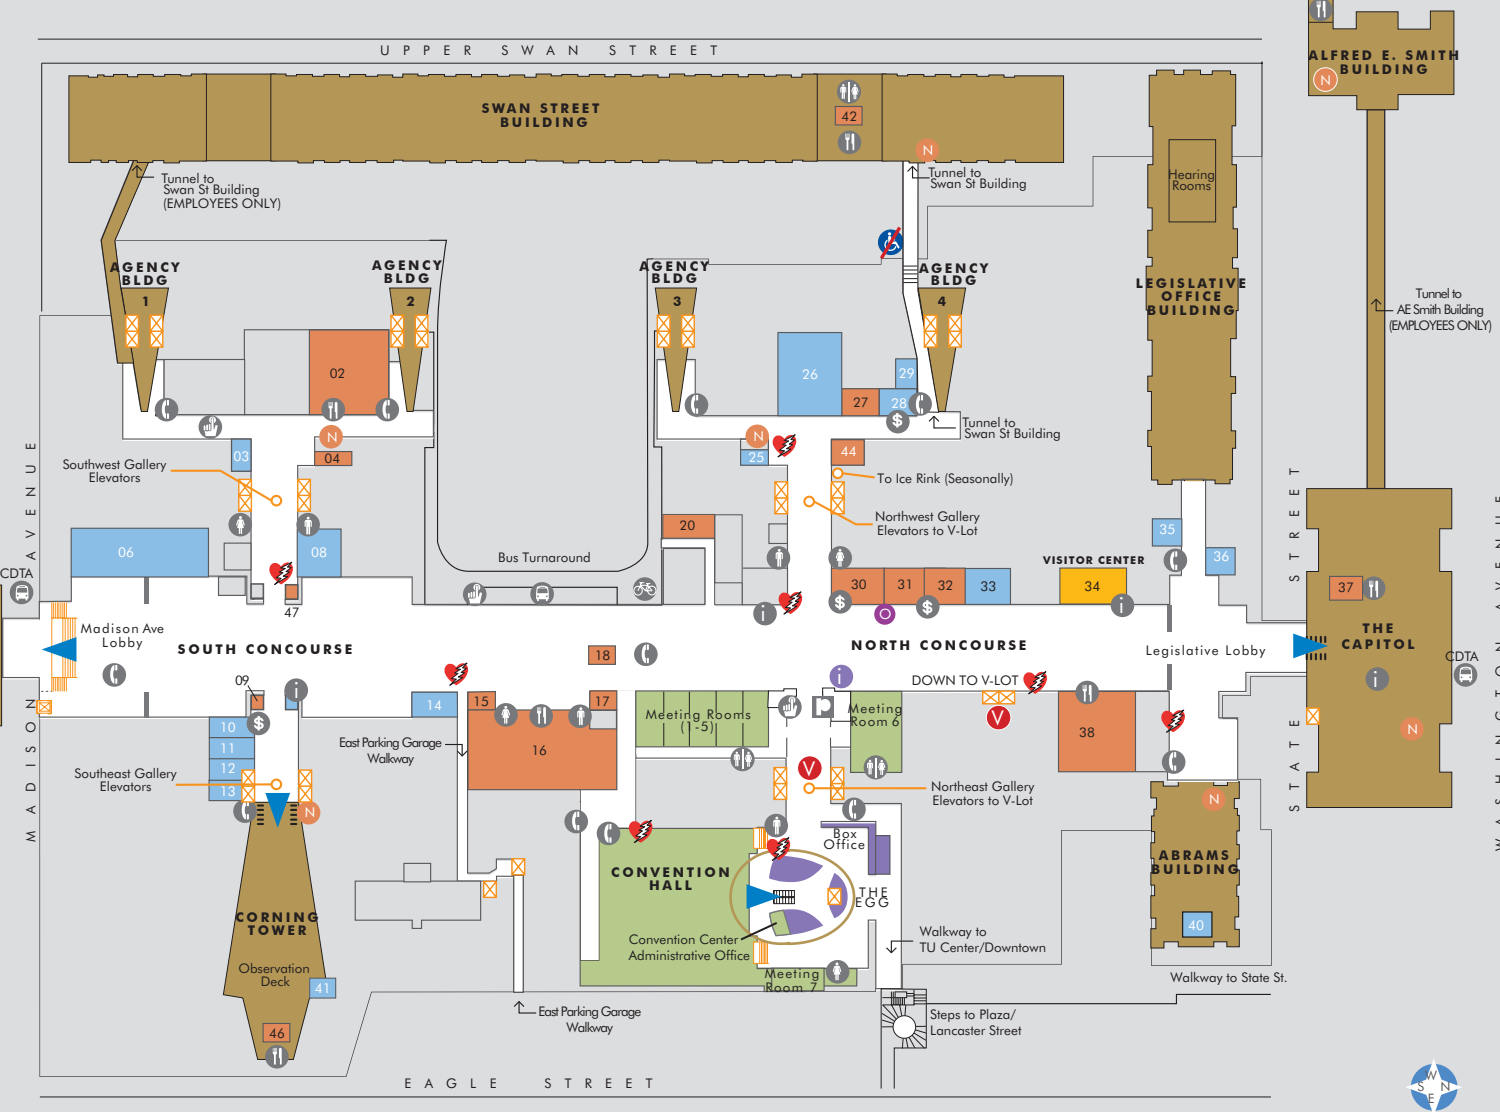 UPPER SWAN STREET
ALFRED E. SMITH
BUILDING
N
SWAN STREET
BUILDING
42
N
Tunnel to
Swan St Building
(EMPLOYEES ONLY)
Tunnel to
Swan St Building
Hearing
Rooms
AGENCY
BLDG
1
AGENCY
BLDG
2
AGENCY
BLDG
3
AGENCY
BLDG
4
LEGISLATIVE
OFFICE
BUILDING
Tunnel to
AE Smith Building
(EMPLOYEES ONLY)
02
26
29
27
28
$
Tunnel to
Swan St Building
N
03
04
N
25
44
Southwest Gallery
Elevators
To Ice Rink (Seasonally)
Northwest Gallery
Elevators to V-Lot
MADISON AVENUE
STATE STREET
WASHINGTON AVENUE
06
08
20
Bus Turnaround
35
36
VISITOR CENTER
CDTA
30
31
32
33
34
37
47
i
$
$
i
O
Madison Ave
Lobby
SOUTH CONCOURSE
18
NORTH CONCOURSE
Legislative Lobby
THE
CAPITOL
CDTA
i
09
i
i
DOWN TO V-LOT
14
15
17
10
$
11
12
13
Meeting Rooms
(1-5)
P
Meeting
Room 6
V
N
East Parking Garage
Walkway
16
38
Southeast Gallery
Elevators
V
Northeast Gallery
Elevators to V-Lot
N
N
Box
Office
CONVENTION
HALL
THE
EGG
ABRAMS
BUILDING
CORNING
TOWER
40
Convention Center
Administrative Office
Walkway to
TU Center/Downtown
Observation
Deck
41
Meeting
Room 7
Walkway to State St.
46
East Parking Garage
Walkway
Steps to Plaza/
Lancaster Street
EAGLE STREET
W
S N
E